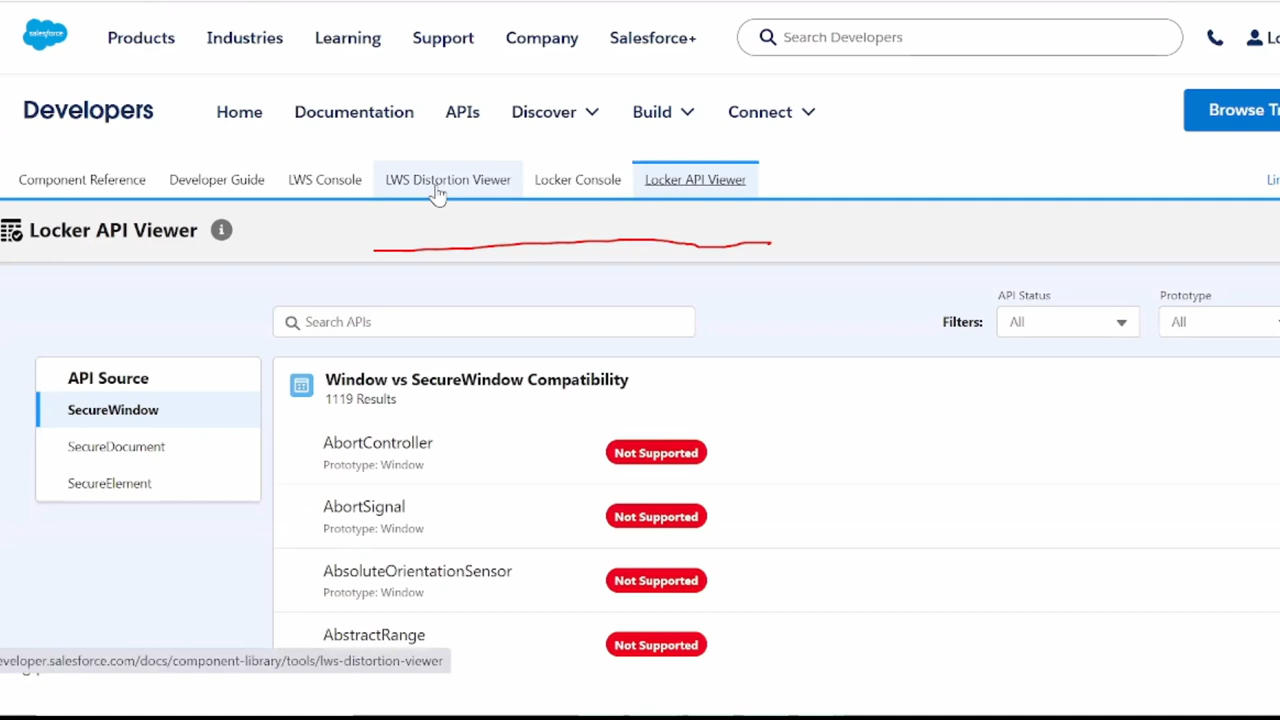 salesforce
Products Industries Learning Support Company Salesforce+ Search Developers
Developers Home Documentation APIs Discover Build Connect
Component Reference Developer Guide LWS Console LWS Distortion Viewer Locker Console Locker API Viewer
Locker API Viewer
API Status Prototype
Search APIs Filters: All All
API Source
SecureWindow
SecureDocument
SecureElement
Window vs SecureWindow Compatibility
1119 Results
AbortController
Prototype: Window
Not Supported
AbortSignal
Prototype: Window
Not Supported
AbsoluteOrientationSensor
Prototype: Window
Not Supported
AbstractRange
Not Supported
eveloper.salesforce.com/docs/component-library/tools/lws-distortion-viewer